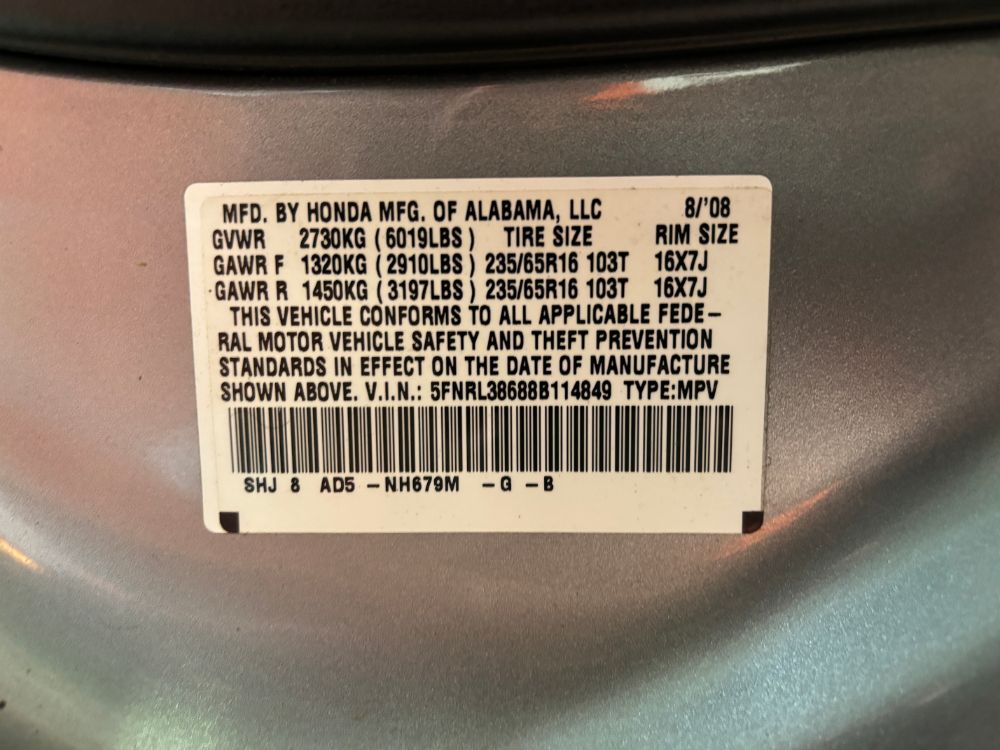 MFD. BY HONDA MFG. OF ALABAMA, LLC 8/'08
GVWR 2730KG (6019LBS) TIRE SIZE RIM SIZE
GAWR F 1320KG (2910LBS) 235/65R16 103T 16X7J
GAWR R 1450KG (3197LBS) 235/65R16 103T 16X7J
THIS VEHICLE CONFORMS TO ALL APPLICABLE FEDE-
RAL MOTOR VEHICLE SAFETY AND THEFT PREVENTION
STANDARDS IN EFFECT ON THE DATE OF MANUFACTURE
SHOWN ABOVE. V.I.N.: 5FNRL38688B114849 TYPE:MPV
SHJ 8 AD5 -NH679M -G -B